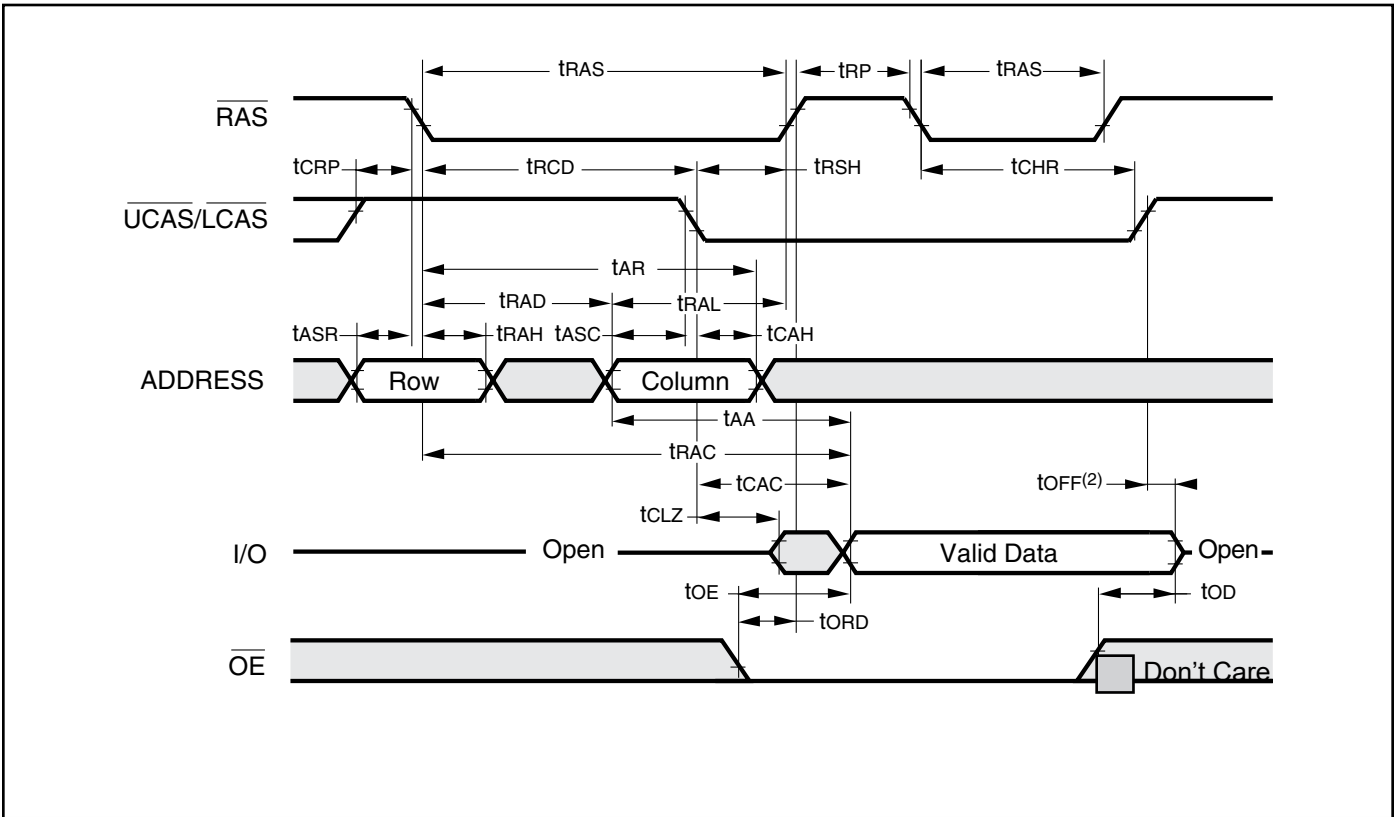 tRAS tRP tRAS
RAS
tCRP tRCD tRSH tCHR
UCAS/LCAS
tAR
tRAD tRAL
tASR tRAH tASC tCAH
ADDRESS Row Column
tAA
tRAC
tCAC tOFF(2)
tCLZ
I/O Open Valid Data Open
tOE tOD
tORD
OE Don't Care